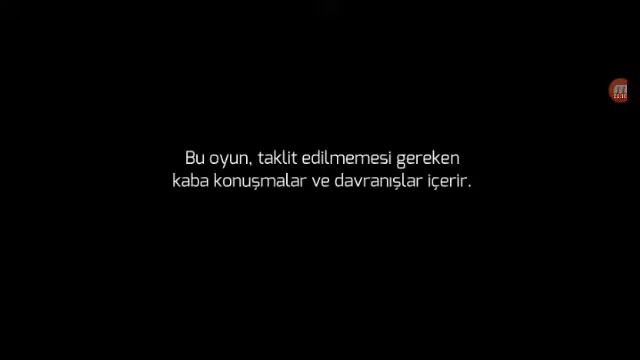 Bu oyun, taklit edilmemesi gereken
kaba konuşmalar ve davranışlar içerir.